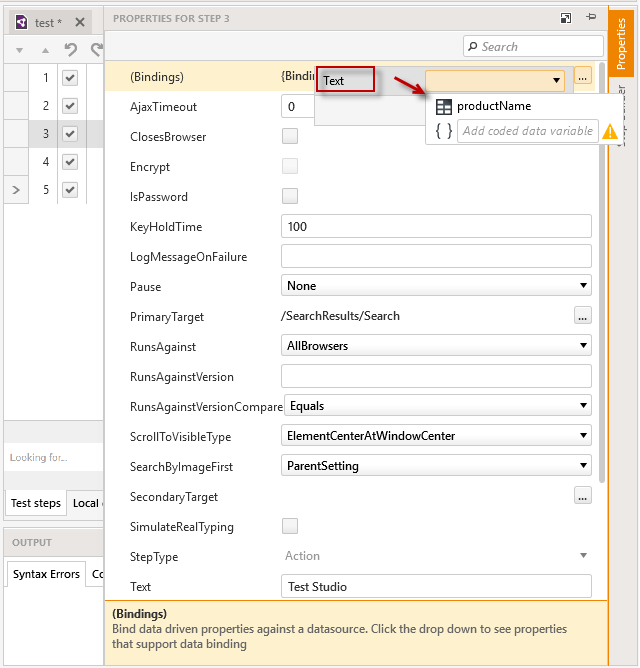 test *
PROPERTIES FOR STEP 3
Properties
Search
1
2
3
4
5
(Bindings)
{Bindin
Text
...
productName
{ } Add coded data variable
AjaxTimeout
0
ClosesBrowser
Encrypt
IsPassword
KeyHoldTime
100
LogMessageOnFailure
Pause
None
PrimaryTarget
/SearchResults/Search
...
RunsAgainst
AllBrowsers
RunsAgainstVersion
RunsAgainstVersionCompare
Equals
ScrollToVisibleType
ElementCenterAtWindowCenter
SearchByImageFirst
ParentSetting
SecondaryTarget
...
SimulateRealTyping
StepType
Action
Text
Test Studio
Looking for...
Test steps
Local
OUTPUT
Syntax Errors
Co
(Bindings)
Bind data driven properties against a datasource. Click the drop down to see properties
that support data binding